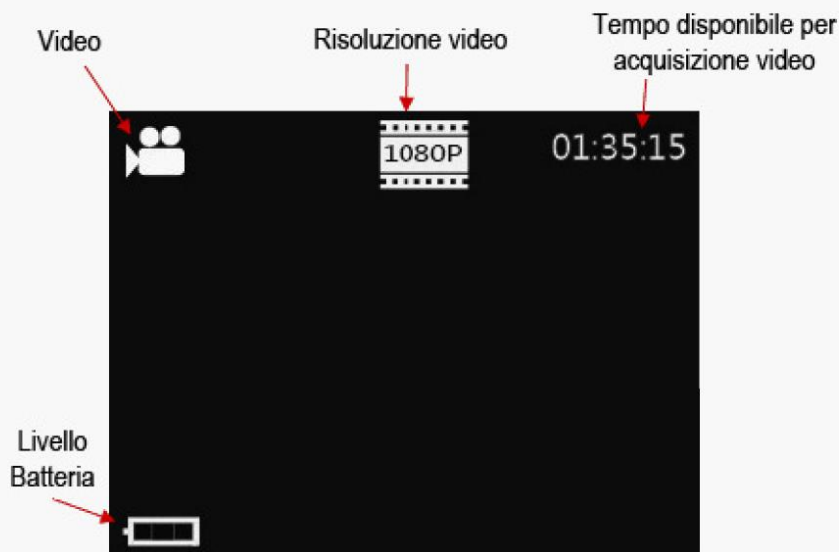 Video
Risoluzione video
Tempo disponibile per
acquisizione video
1080P
01:35:15
Livello
Batteria